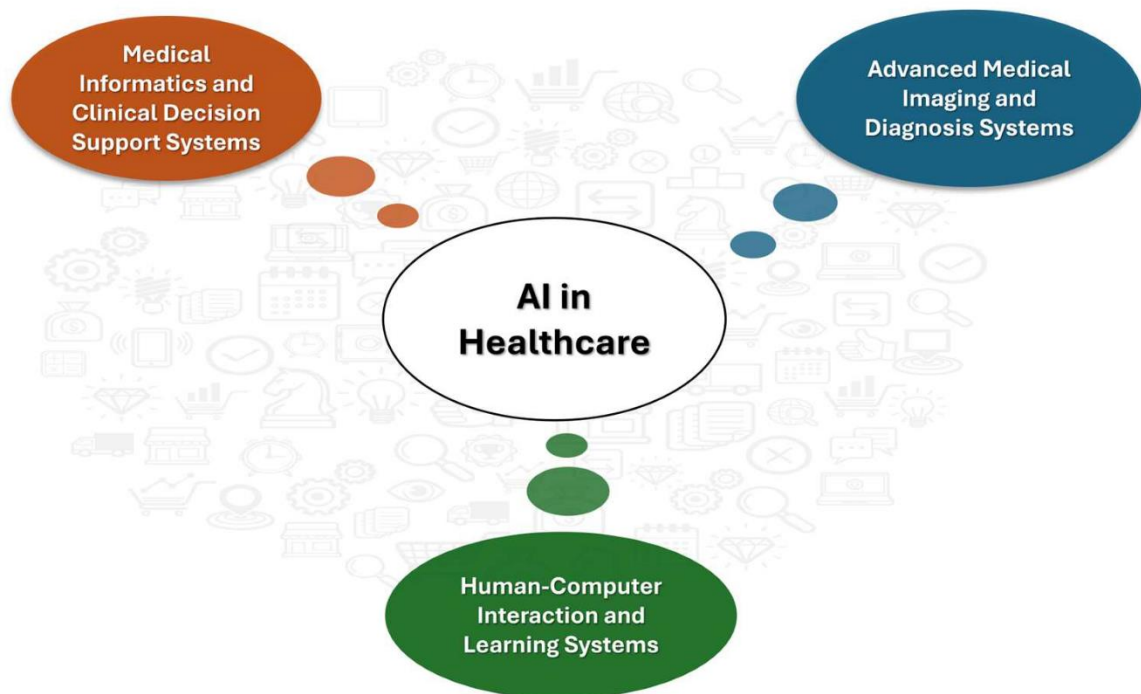 Medical
Informatics and
Clinical Decision
Support Systems
Advanced Medical
Imaging and
Diagnosis Systems
AI in
Healthcare
Human-Computer
Interaction and
Learning Systems